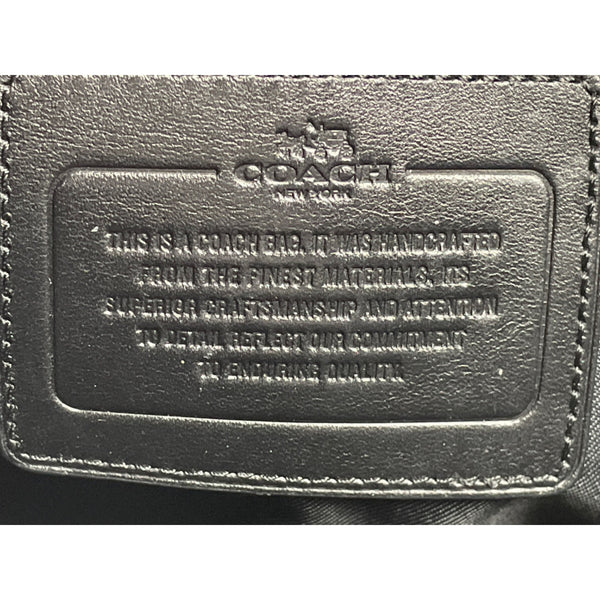 COACH
NEW YORK
THIS IS A COACH BAG. IT WAS HANDCRAFTED
FROM THE FINEST MATERIALS. ITS
SUPERIOR CRAFTSMANSHIP AND ATTENTION
TO DETAIL REFLECT OUR COMMITMENT
TO ENDURING QUALITY.